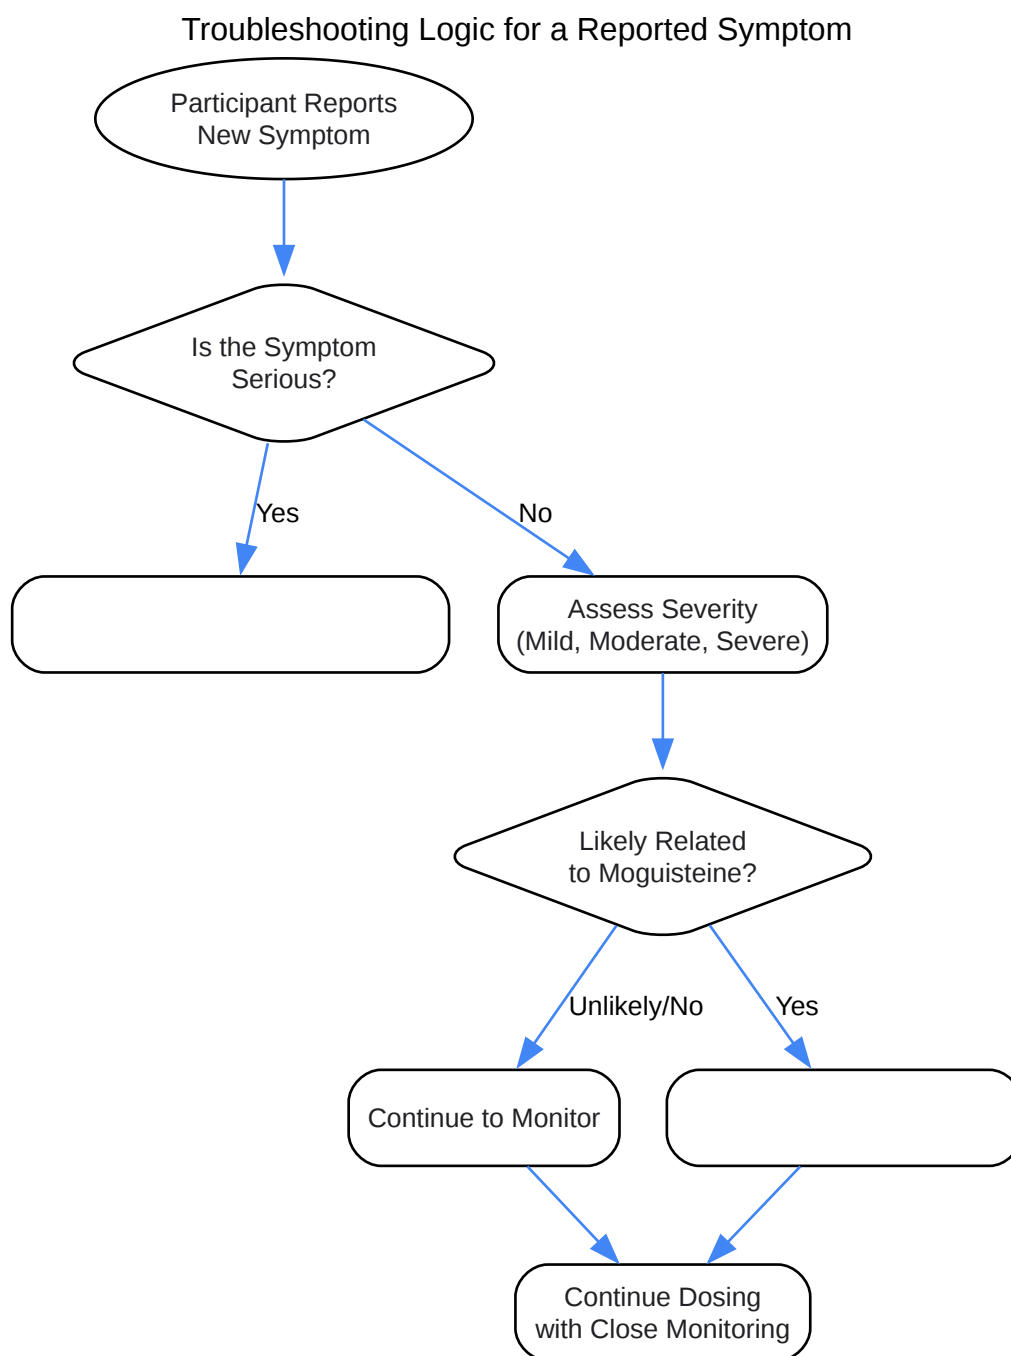 Troubleshooting Logic for a Reported Symptom
Participant Reports
New Symptom
Is the Symptom
Serious?
Yes
No
Assess Severity
(Mild, Moderate, Severe)
Likely Related
to Moguisteine?
Unlikely/No
Yes
Continue to Monitor
Continue Dosing
with Close Monitoring